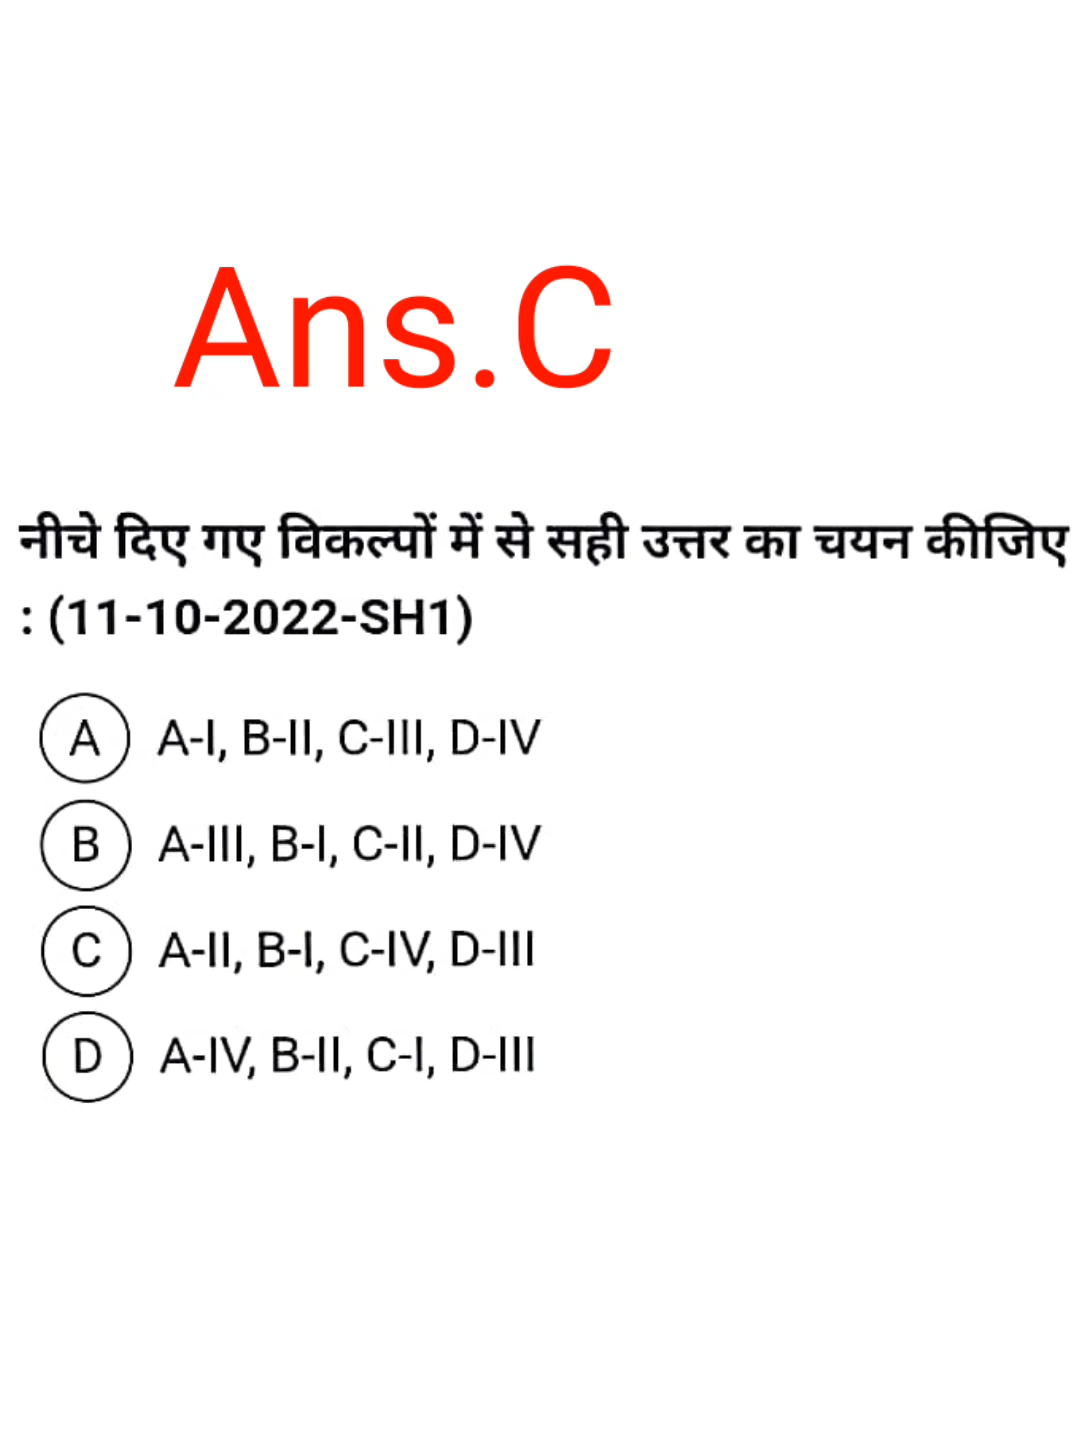 Ans.C
नीचे दिए गए विकल्पों में से सही उत्तर का चयन कीजिए
: (11-10-2022-SH1)
A A-I, B-II, C-III, D-IV
B A-III, B-I, C-II, D-IV
C A-II, B-I, C-IV, D-III
D A-IV, B-II, C-I, D-III